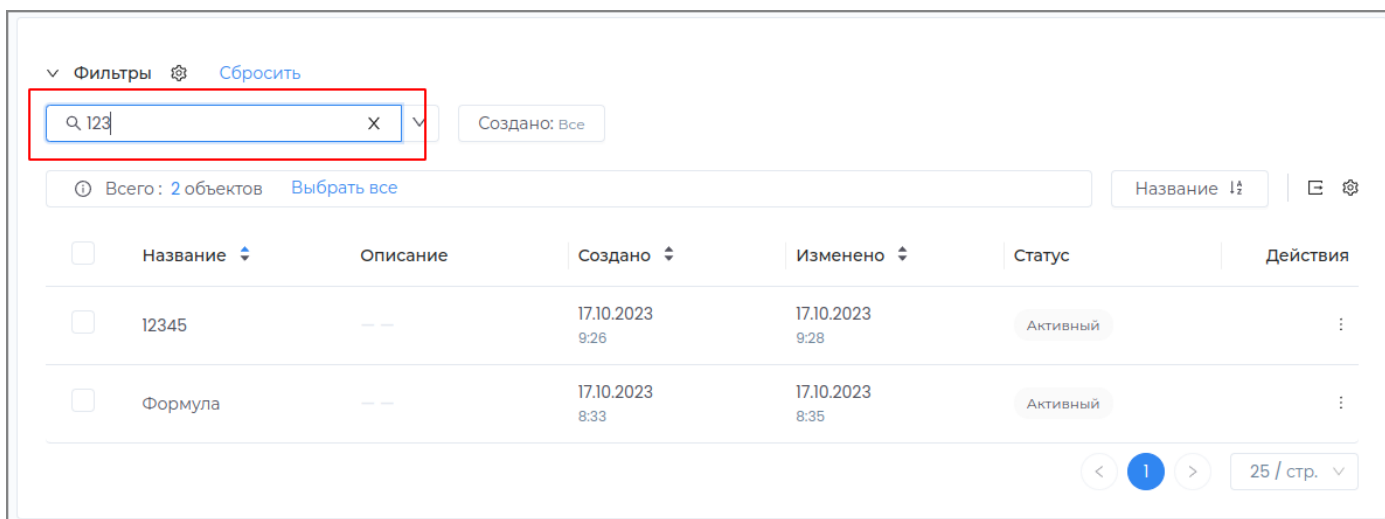 Фильтры Сбросить
123 X Создано: Все
Всего : 2 объектов Выбрать все Название
Название Описание Создано Изменено Статус Действия
12345 — — 17.10.2023 17.10.2023 Активный
9:26 9:28
Формула — — 17.10.2023 17.10.2023 Активный
8:33 8:35
< 1 > 25 / стр.